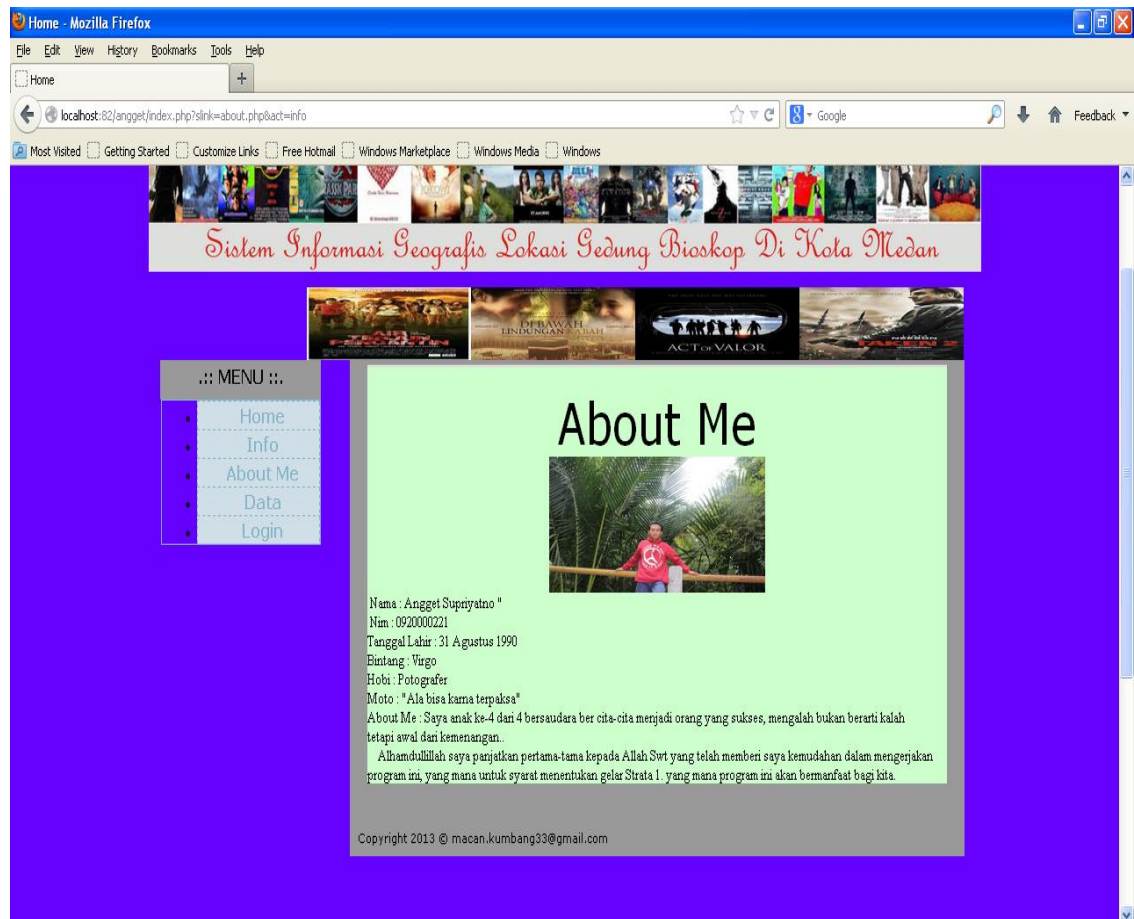 Home - Mozilla Firefox
File Edit View History Bookmarks Tools Help
Home +
localhost:82/angget/index.php?slink=about.php&act=info
Google
Feedback
Most Visited Getting Started Customize Links Free Hotmail Windows Marketplace Windows Media Windows
Sistem Informasi Geografis Lokasi Gedung Bioskop Di Kota Medan
DI BAWAH
LINDUNGAN KA'BAH
ACT OF VALOR
TAKEN 2
.:: MENU ::.
Home
Info
About Me
Data
Login
About Me
Nama : Angget Supriyatno "
Nim : 0920000221
Tanggal Lahir : 31 Agustus 1990
Bintang : Virgo
Hobi : Potografer
Moto : "Ala bisa karna terpaksa"
About Me : Saya anak ke-4 dari 4 bersaudara ber cita-cita menjadi orang yang sukses, mengalah bukan berarti kalah
tetapi awal dari kemenangan..
Alhamdullillah saya panjatkan pertama-tama kepada Allah Swt yang telah memberi saya kemudahan dalam mengerjakan
program ini, yang mana untuk syarat menentukan gelar Strata 1. yang mana program ini akan bermanfaat bagi kita.
Copyright 2013 © macan.kumbang33@gmail.com